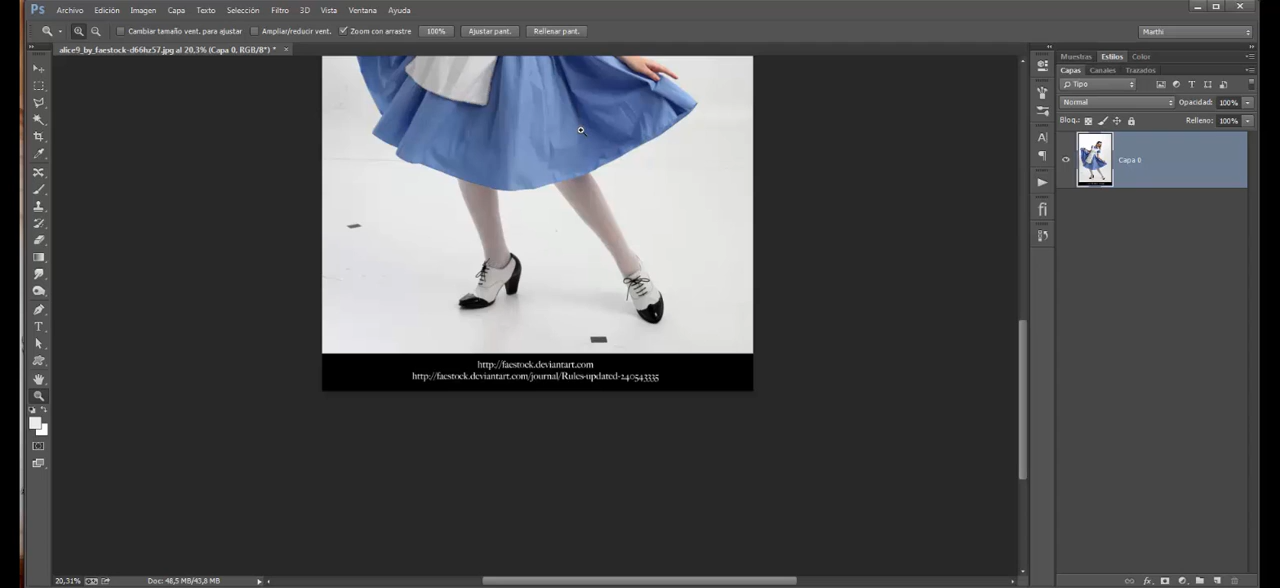 Ps Archivo Edición Imagen Capa Texto Selección Filtro 3D Vista Ventana Ayuda
Cambiar tamaño vent. para ajustar Ampliar/reducir vent. Zoom con arrastre 100% Ajustar pant. Rellenar pant. Marthi
alice9_by_faestock-d66hz57.jpg al 20,3% (Capa 0, RGB/8*) * ×
Muestras Estilos Color
Capas Canales Trazados
Tipo
Normal Opacidad: 100%
Bloq.: Relleno: 100%
Capa 0
http://faestock.deviantart.com
http://faestock.deviantart.com/journal/Rules-updated-240543335
20,31% Doc: 48,5 MB/43,8 MB